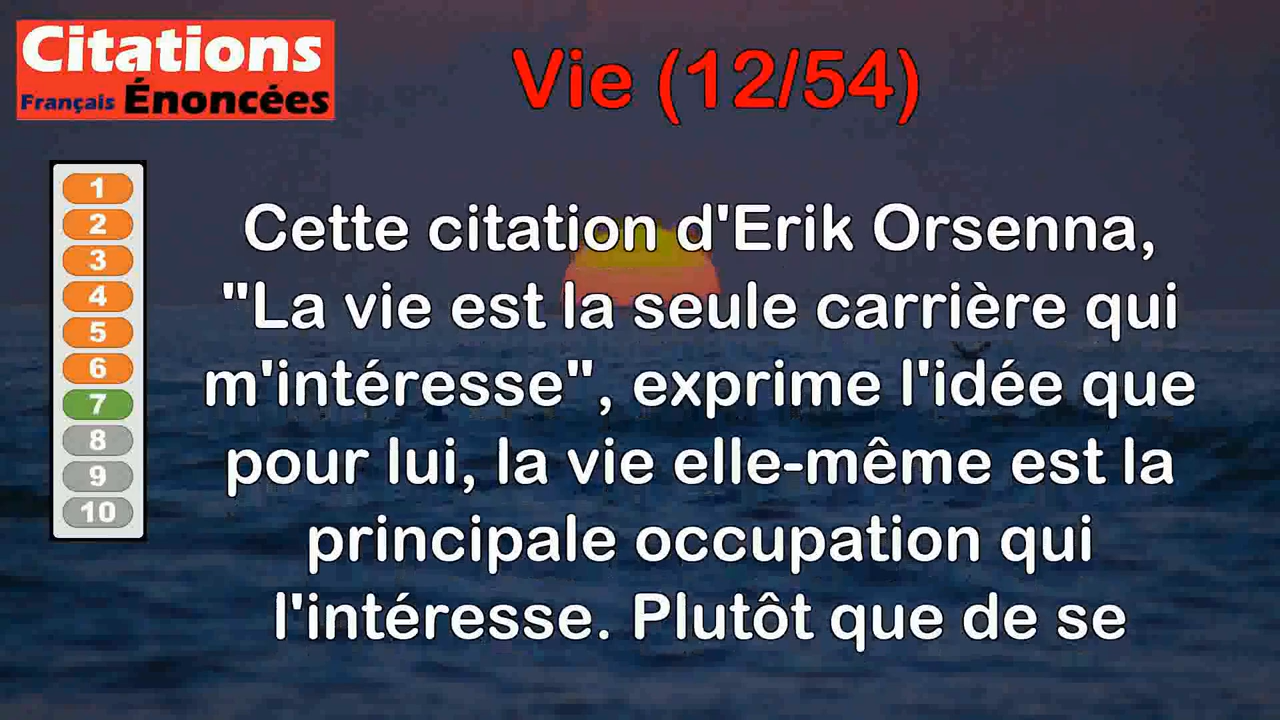 Citations
Français Énoncées
Vie (12/54)
1
2
3
4
5
6
7
8
9
10
Cette citation d'Erik Orsenna,
"La vie est la seule carrière qui
m'intéresse", exprime l'idée que
pour lui, la vie elle-même est la
principale occupation qui
l'intéresse. Plutôt que de se